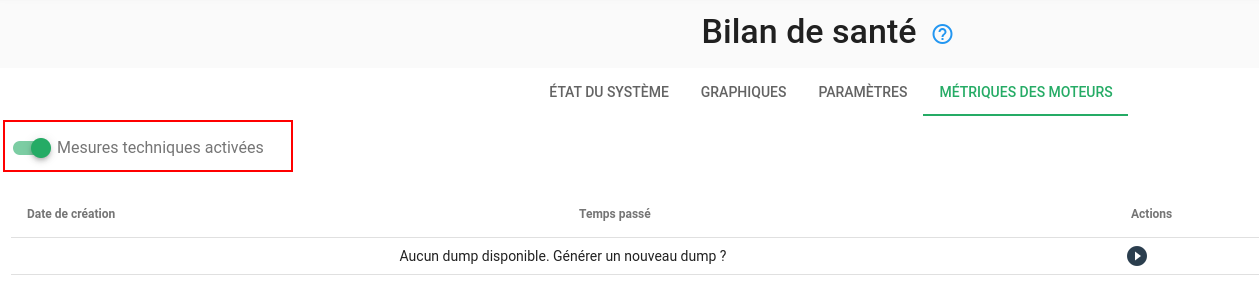 Bilan de santé
ÉTAT DU SYSTÈME GRAPHIQUES PARAMÈTRES MÉTRIQUES DES MOTEURS
Mesures techniques activées
Date de création Temps passé Actions
Aucun dump disponible. Générer un nouveau dump ?